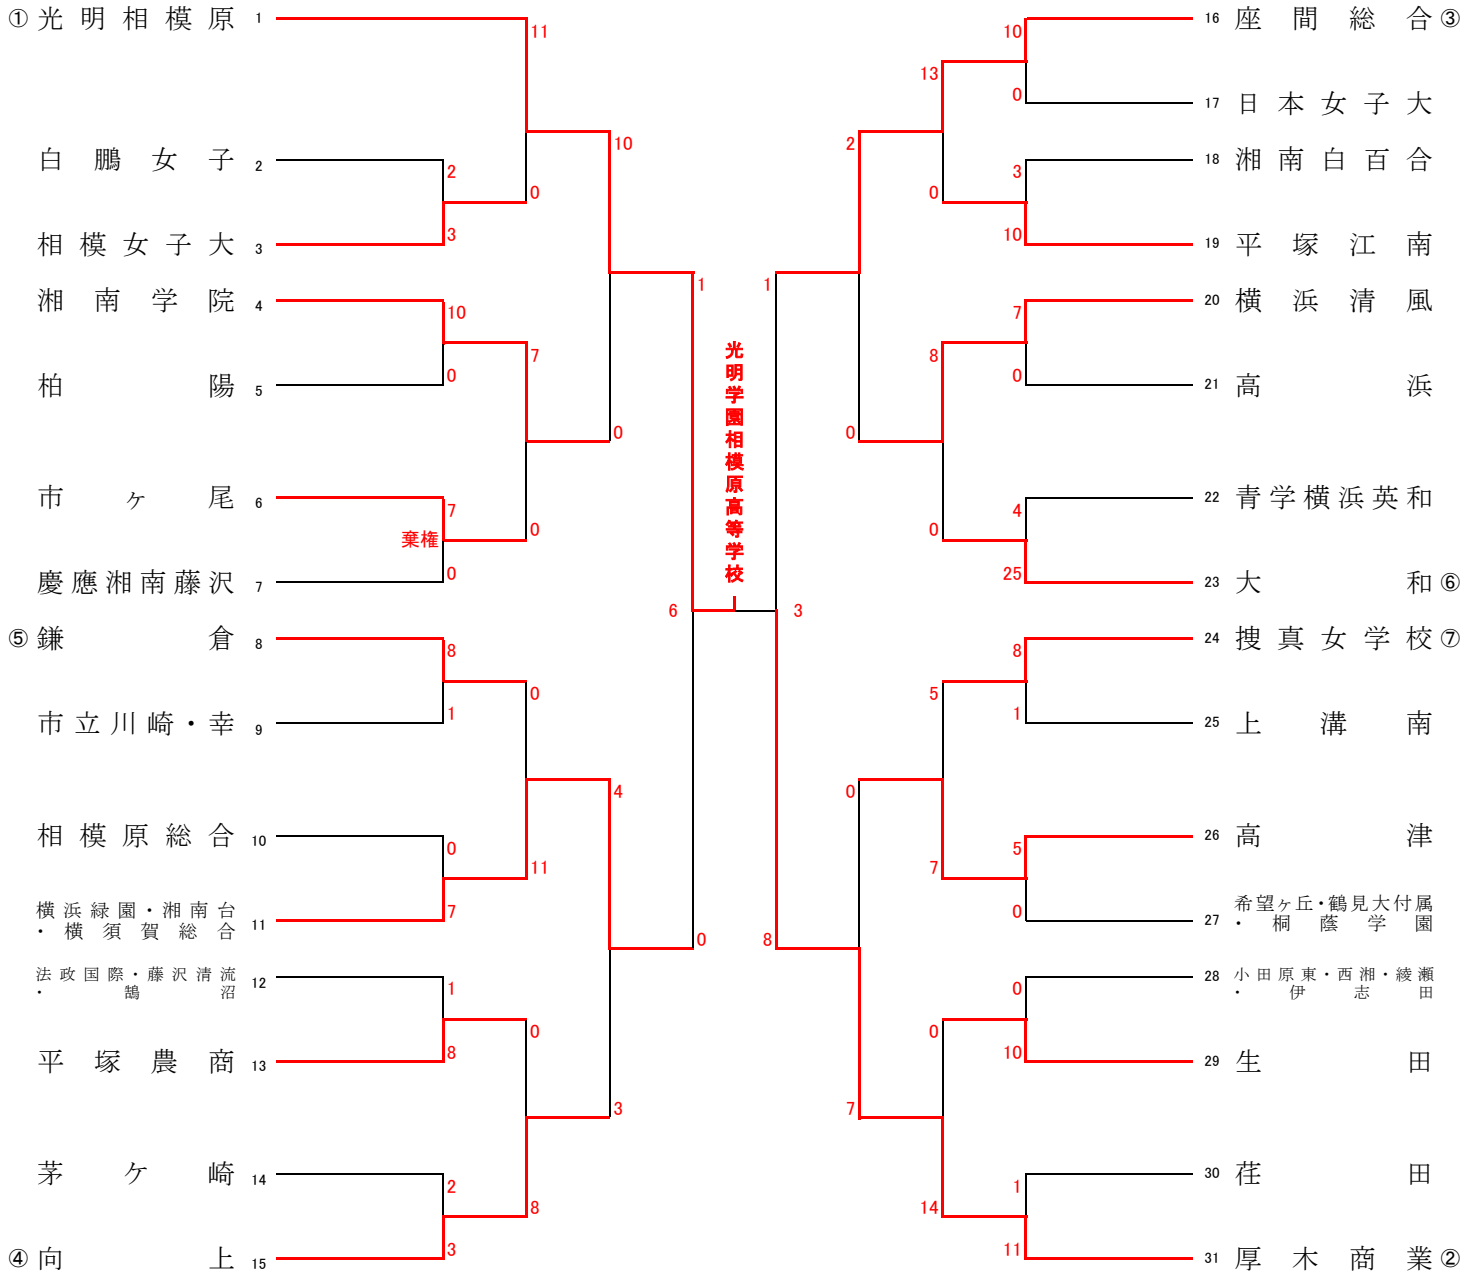 ① 光明相模原 1
白鵬女子 2
相模女子大 3
湘南学院 4
柏陽 5
市ヶ尾 6
慶應湘南藤沢 7
⑤ 鎌倉 8
市立川崎・幸 9
相模原総合 10
横浜緑園・湘南台
・横須賀総合 11
法政国際・藤沢清流
・鵠沼 12
平塚農商 13
茅ケ崎 14
④ 向上 15
2
3
10
0
7
棄権
0
8
1
0
7
1
8
2
3
11
0
7
0
0
11
0
8
10
0
4
3
1
0
6
光明学園相模原高等学校
3
1
8
2
0
0
7
13
0
8
0
5
7
0
14
10
0
3
10
7
0
4
25
8
1
5
0
0
10
1
11
16 座間総合 ③
17 日本女子大
18 湘南白百合
19 平塚江南
20 横浜清風
21 高浜
22 青学横浜英和
23 大和 ⑥
24 捜真女学校 ⑦
25 上溝南
26 高津
27 希望ヶ丘・鶴見大付属
・桐蔭学園
28 小田原東・西湘・綾瀬
・伊志田
29 生田
30 荏田
31 厚木商業 ②